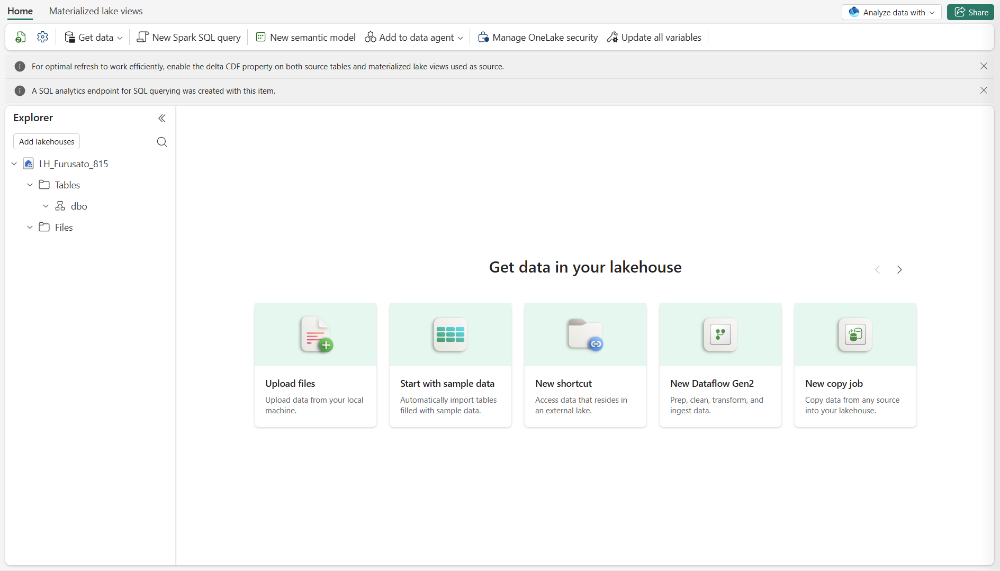 Home
Materialized lake views
Analyze data with
Share
Get data
New Spark SQL query
New semantic model
Add to data agent
Manage OneLake security
Update all variables
For optimal refresh to work efficiently, enable the delta CDF property on both source tables and materialized lake views used as source.
A SQL analytics endpoint for SQL querying was created with this item.
Explorer
Add lakehouses
LH_Furusato_815
Tables
dbo
Files
Get data in your lakehouse
Upload files
Upload data from your local
machine.
Start with sample data
Automatically import tables
filled with sample data.
New shortcut
Access data that resides in
an external lake.
New Dataflow Gen2
Prep, clean, transform, and
ingest data.
New copy job
Copy data from any source
into your lakehouse.